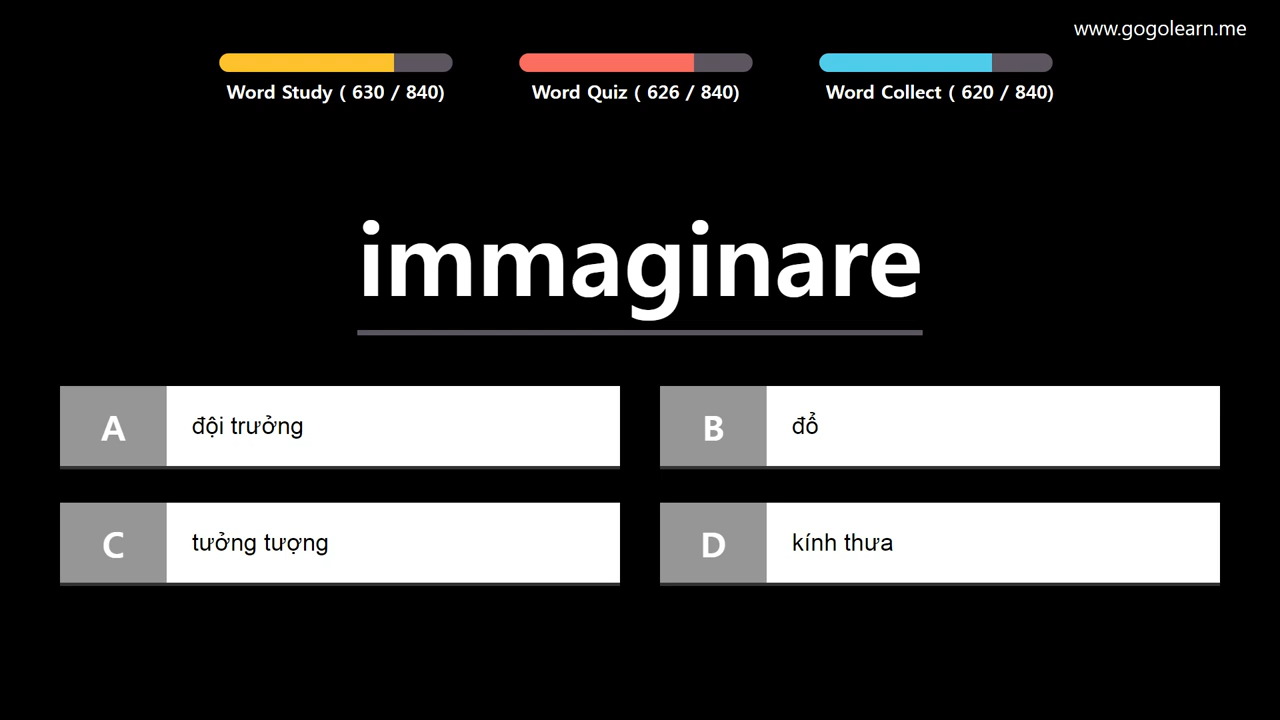 www.gogolearn.me
Word Study ( 630 / 840)
Word Quiz ( 626 / 840)
Word Collect ( 620 / 840)
immaginare
A
đội trưởng
B
đổ
C
tưởng tượng
D
kính thưa